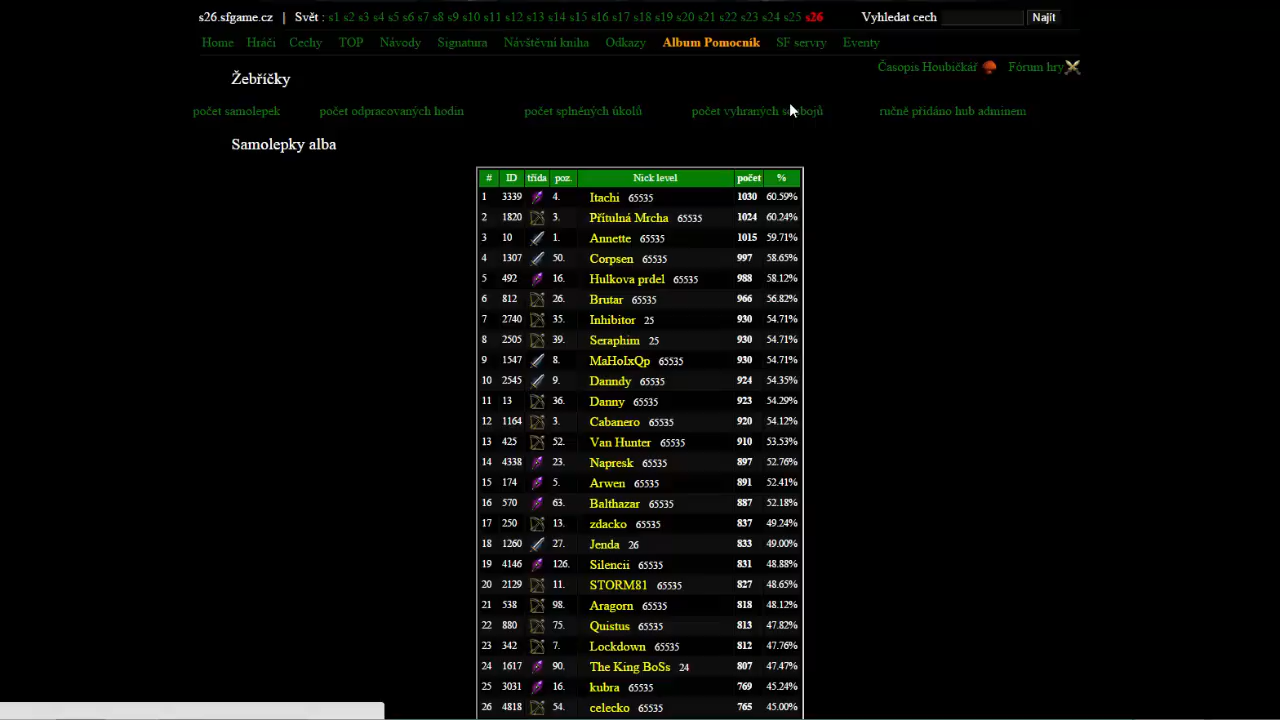 s26.sfgame.cz | Svět : s1 s2 s3 s4 s5 s6 s7 s8 s9 s10 s11 s12 s13 s14 s15 s16 s17 s18 s19 s20 s21 s22 s23 s24 s25 s26 Vyhledat cech Najít
Home Hráči Cechy TOP Návody Signatura Návštěvní kniha Odkazy Album Pomocnik SF servry Eventy
Časopis Houbičkář Fórum hry
Žebříčky
počet samolepek počet odpracovaných hodin počet splněných úkolů počet vyhraných soubojů ručně přidáno hub adminem
Samolepky alba
# ID třída poz. Nick level počet %
1 3339 4. Itachi 65535 1030 60.59%
2 1820 3. Přítulná Mrcha 65535 1024 60.24%
3 10 1. Annette 65535 1015 59.71%
4 1307 50. Corpsen 65535 997 58.65%
5 492 16. Hulkova prdel 65535 988 58.12%
6 812 26. Brutar 65535 966 56.82%
7 2740 35. Inhibitor 25 930 54.71%
8 2505 39. Seraphim 25 930 54.71%
9 1547 8. MaHoIxQp 65535 930 54.71%
10 2545 9. Danndy 65535 924 54.35%
11 13 36. Danny 65535 923 54.29%
12 1164 3. Cabanero 65535 920 54.12%
13 425 52. Van Hunter 65535 910 53.53%
14 4338 23. Napresk 65535 897 52.76%
15 174 5. Arwen 65535 891 52.41%
16 570 63. Balthazar 65535 887 52.18%
17 250 13. zdacko 65535 837 49.24%
18 1260 27. Jenda 26 833 49.00%
19 4146 126. Silencii 65535 831 48.88%
20 2129 11. STORM81 65535 827 48.65%
21 538 98. Aragorn 65535 818 48.12%
22 880 75. Quistus 65535 813 47.82%
23 342 7. Lockdown 65535 812 47.76%
24 1617 90. The King BoSs 24 807 47.47%
25 3031 16. kubra 65535 769 45.24%
26 4818 54. celecko 65535 765 45.00%